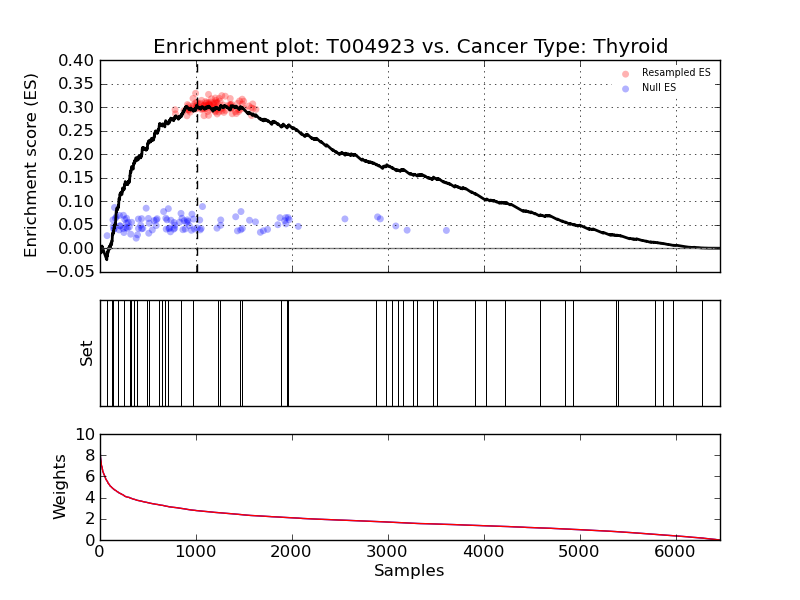 Enrichment plot: T004923 vs. Cancer Type: Thyroid
Enrichment score (ES)
0.40
0.35
0.30
0.25
0.20
0.15
0.10
0.05
0.00
−0.05
Resampled ES
Null ES
Set
Weights
10
8
6
4
2
0
0 1000 2000 3000 4000 5000 6000
Samples